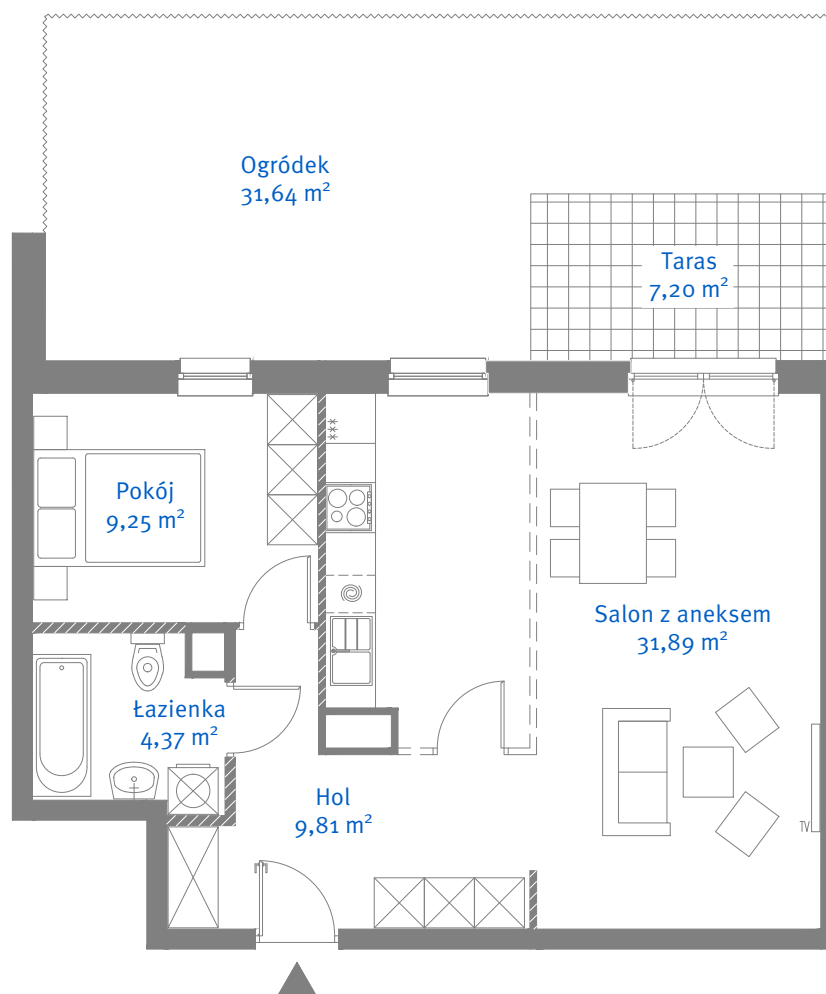 Ogródek
31,64 m²
Taras
7,20 m²
Pokój
9,25 m²
Salon z aneksem
31,89 m²
Łazienka
4,37 m²
Hol
9,81 m²
TV